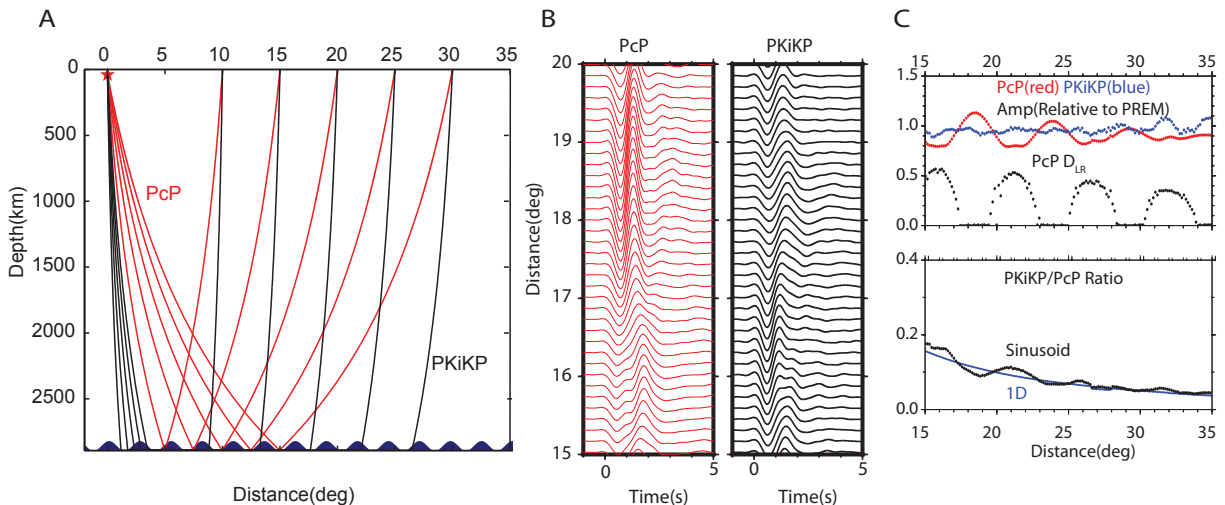 A
0 5 10 15 20 25 30 35
0
500
1000
1500
2000
2500
Depth(km)
PcP
PKiKP
Distance(deg)
B
PcP PKiKP
20
19
18
17
16
15
Distance(deg)
0 5 0 5
Time(s) Time(s)
C
15 20 25 30 35
1.5
1.0
0.5
0.0
PcP(red) PKiKP(blue)
Amp(Relative to PREM)
PcP DLR
0.4
0.2
0.0
PKiKP/PcP Ratio
Sinusoid
1D
15 20 25 30 35
Distance(deg)